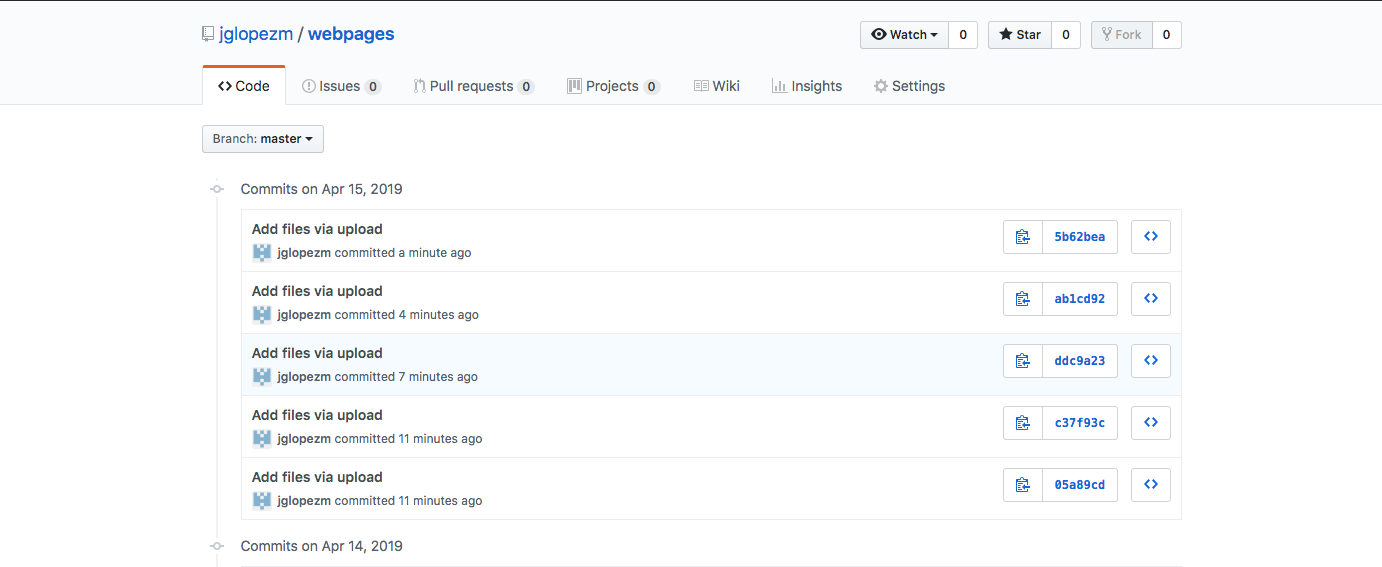 jglopezm / webpages
Watch 0 Star 0 Fork 0
Code Issues 0 Pull requests 0 Projects 0 Wiki Insights Settings
Branch: master
Commits on Apr 15, 2019
Add files via upload
jglopezm committed a minute ago
5b62bea
Add files via upload
jglopezm committed 4 minutes ago
ab1cd92
Add files via upload
jglopezm committed 7 minutes ago
ddc9a23
Add files via upload
jglopezm committed 11 minutes ago
c37f93c
Add files via upload
jglopezm committed 11 minutes ago
05a89cd
Commits on Apr 14, 2019